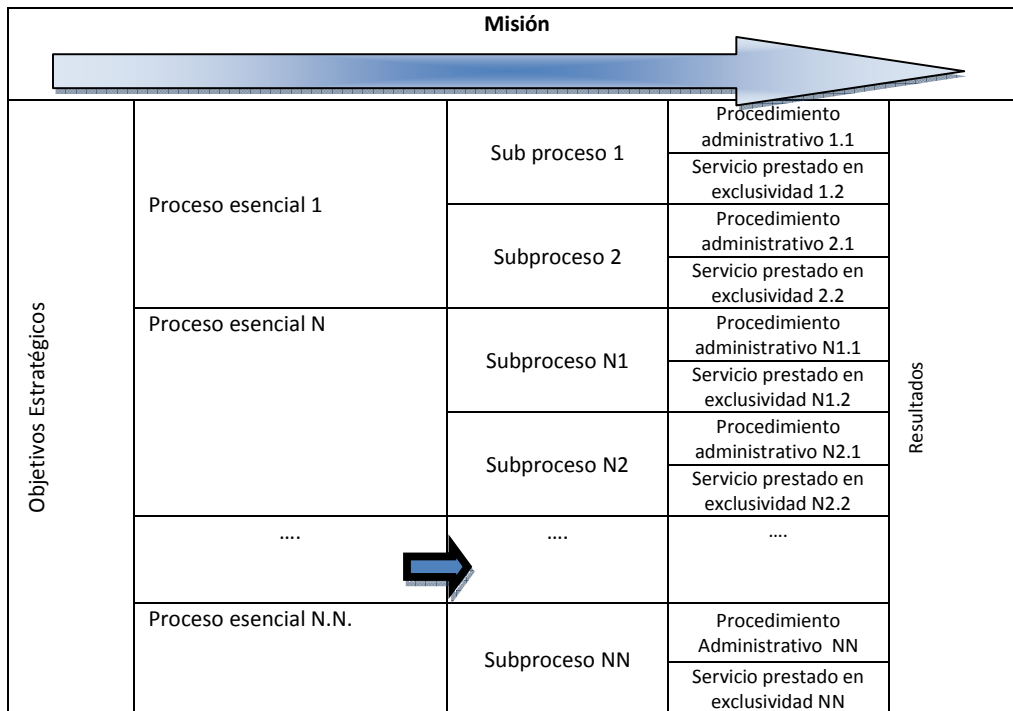 Misión
Objetivos Estratégicos
Proceso esencial 1
Sub proceso 1
Procedimiento
administrativo 1.1
Servicio prestado en
exclusividad 1.2
Subproceso 2
Procedimiento
administrativo 2.1
Servicio prestado en
exclusividad 2.2
Proceso esencial N
Subproceso N1
Procedimiento
administrativo N1.1
Servicio prestado en
exclusividad N1.2
Subproceso N2
Procedimiento
administrativo N2.1
Servicio prestado en
exclusividad N2.2
....
....
....
Proceso esencial N.N.
Subproceso NN
Procedimiento
Administrativo NN
Servicio prestado en
exclusividad NN
Resultados